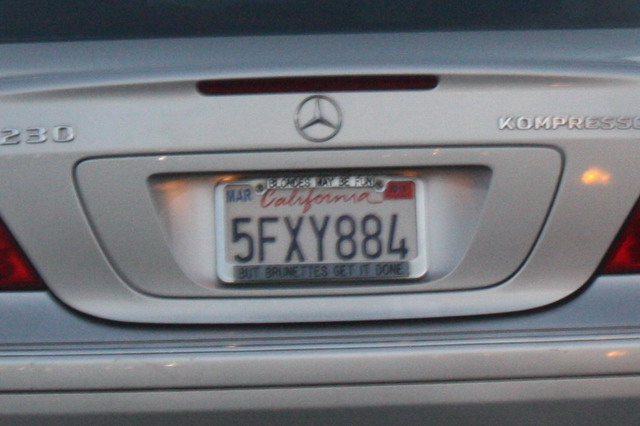 230
KOMPRESSO
BLONDES MAY BE FUN
MAR
California
5FXY884
BUT BRUNETTES GET IT DONE